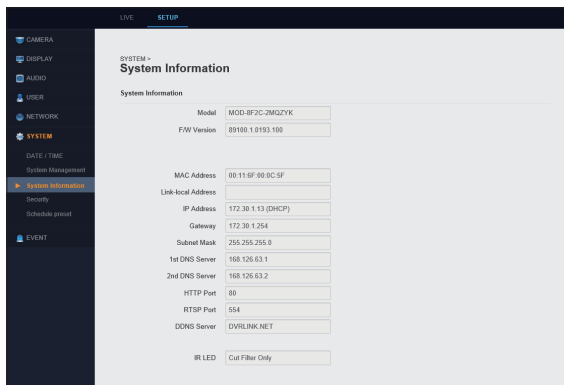 LIVE SETUP
CAMERA
DISPLAY
AUDIO
USER
NETWORK
SYSTEM
DATE / TIME
System Management
System Information
Security
Schedule preset
EVENT
SYSTEM >
System Information
System Information
Model MOD-8F2C-2MQZYK
F/W Version 89100.1.0193.100
MAC Address 00:11:6F:00:0C:5F
Link-local Address
IP Address 172.30.1.13 (DHCP)
Gateway 172.30.1.254
Subnet Mask 255.255.255.0
1st DNS Server 168.126.63.1
2nd DNS Server 168.126.63.2
HTTP Port 80
RTSP Port 554
DDNS Server DVRLINK.NET
IR LED Cut Filter Only